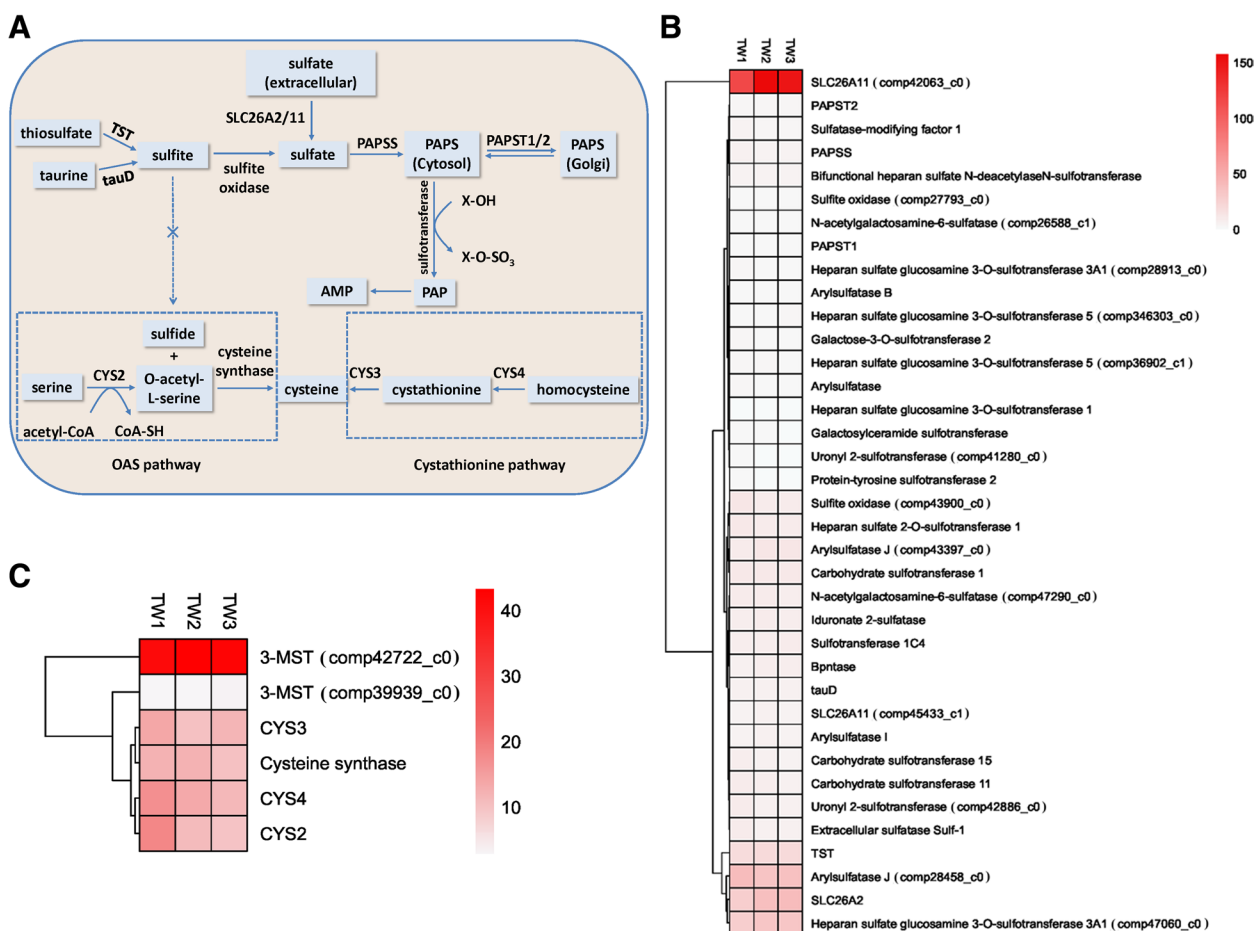 A
sulfate
(extracellular)
thiosulfate
TST
SLC26A2/11
sulfite
sulfate
PAPSS
PAPS
(Cytosol)
PAPST1/2
PAPS
(Golgi)
taurine
tauD
sulfite
oxidase
sulfotransferase
X-OH
X-O-SO3
AMP
PAP
sulfide
+
cysteine
synthase
serine
CYS2
O-acetyl-
L-serine
cysteine
CYS3
cystathionine
CYS4
homocysteine
acetyl-CoA
CoA-SH
OAS pathway
Cystathionine pathway
B
TW1
TW2
TW3
SLC26A11 (comp42063_c0)
PAPST2
Sulfatase-modifying factor 1
PAPSS
Bifunctional heparan sulfate N-deacetylaseN-sulfotransferase
Sulfite oxidase (comp27793_c0)
N-acetylgalactosamine-6-sulfatase (comp26588_c1)
PAPST1
Heparan sulfate glucosamine 3-O-sulfotransferase 3A1 (comp28913_c0)
Arylsulfatase B
Heparan sulfate glucosamine 3-O-sulfotransferase 5 (comp346303_c0)
Galactose-3-O-sulfotransferase 2
Heparan sulfate glucosamine 3-O-sulfotransferase 5 (comp36902_c1)
Arylsulfatase
Heparan sulfate glucosamine 3-O-sulfotransferase 1
Galactosylceramide sulfotransferase
Uronyl 2-sulfotransferase (comp41280_c0)
Protein-tyrosine sulfotransferase 2
Sulfite oxidase (comp43900_c0)
Heparan sulfate 2-O-sulfotransferase 1
Arylsulfatase J (comp43397_c0)
Carbohydrate sulfotransferase 1
N-acetylgalactosamine-6-sulfatase (comp47290_c0)
Iduronate 2-sulfatase
Sulfotransferase 1C4
Bpntase
tauD
SLC26A11 (comp45433_c1)
Arylsulfatase I
Carbohydrate sulfotransferase 15
Carbohydrate sulfotransferase 11
Uronyl 2-sulfotransferase (comp42886_c0)
Extracellular sulfatase Sulf-1
TST
Arylsulfatase J (comp28458_c0)
SLC26A2
Heparan sulfate glucosamine 3-O-sulfotransferase 3A1 (comp47060_c0)
150
100
50
0
C
TW1
TW2
TW3
3-MST (comp42722_c0)
3-MST (comp39939_c0)
CYS3
Cysteine synthase
CYS4
CYS2
40
30
20
10